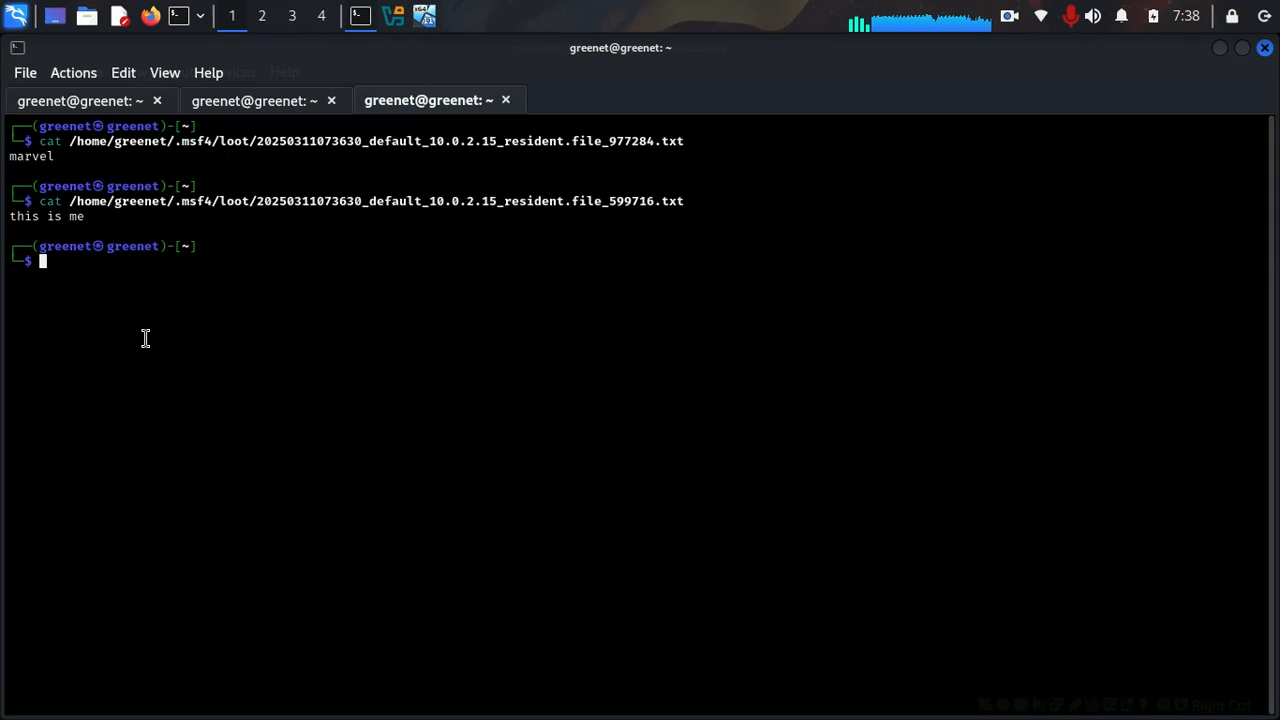 1 2 3 4 7:38
greenet@greenet: ~
File Actions Edit View Help
greenet@greenet: ~ × greenet@greenet: ~ × greenet@greenet: ~ ×
┌──(greenet㉿greenet)-[~]
└─$ cat /home/greenet/.msf4/loot/20250311073630_default_10.0.2.15_resident.file_977284.txt
marvel
┌──(greenet㉿greenet)-[~]
└─$ cat /home/greenet/.msf4/loot/20250311073630_default_10.0.2.15_resident.file_599716.txt
this is me
┌──(greenet㉿greenet)-[~]
└─$
Right Ctrl